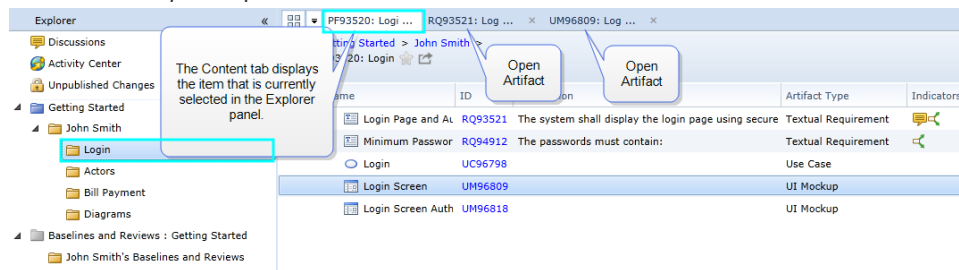 Explorer
«
PF93520: Logi ...
RQ93521: Log ...
×
UM96809: Log ...
×
Discussions
Activity Center
Unpublished Changes
Getting Started
John Smith
Login
Actors
Bill Payment
Diagrams
Baselines and Reviews : Getting Started
John Smith's Baselines and Reviews
The Content tab displays
the item that is currently
selected in the Explorer
panel.
Started > John Smith >
20: Login
Open
Artifact
Open
Artifact
ID
Artifact Type
Indicators
Login Page and Au RQ93521 The system shall display the login page using secure Textual Requirement
Minimum Passwor RQ94912 The passwords must contain: Textual Requirement
Login UC96798 Use Case
Login Screen UM96809 UI Mockup
Login Screen Auth UM96818 UI Mockup